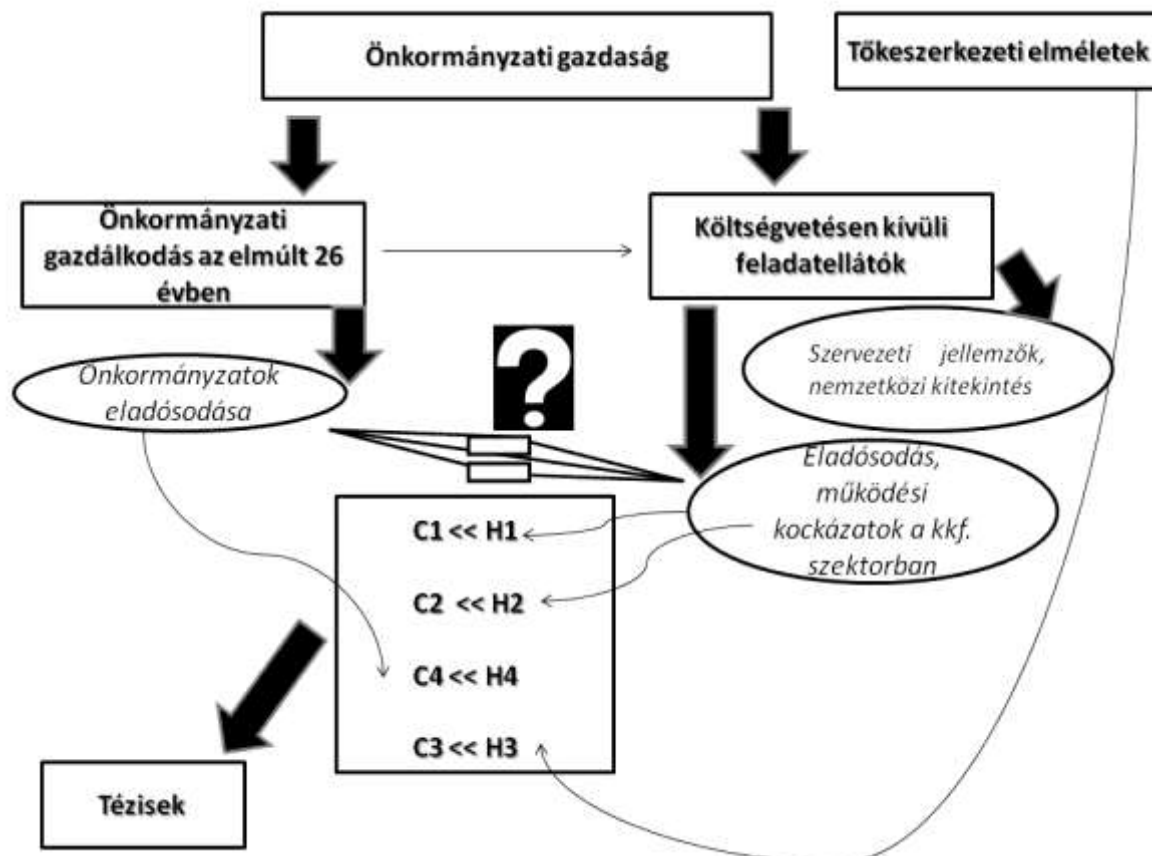 Önkormányzati gazdaság
Tőkeszerkezeti elméletek
Önkormányzati
gazdálkodás az elmúlt 26
évben
Költségvetésen kívüli
feladatellátók
Szervezeti jellemzők,
nemzetközi kitekintés
Önkormányzatok
eladósodása
?
Eladósodás,
működési
kockázatok a kkf.
szektorban
C1 << H1
C2 << H2
C4 << H4
C3 << H3
Tézisek